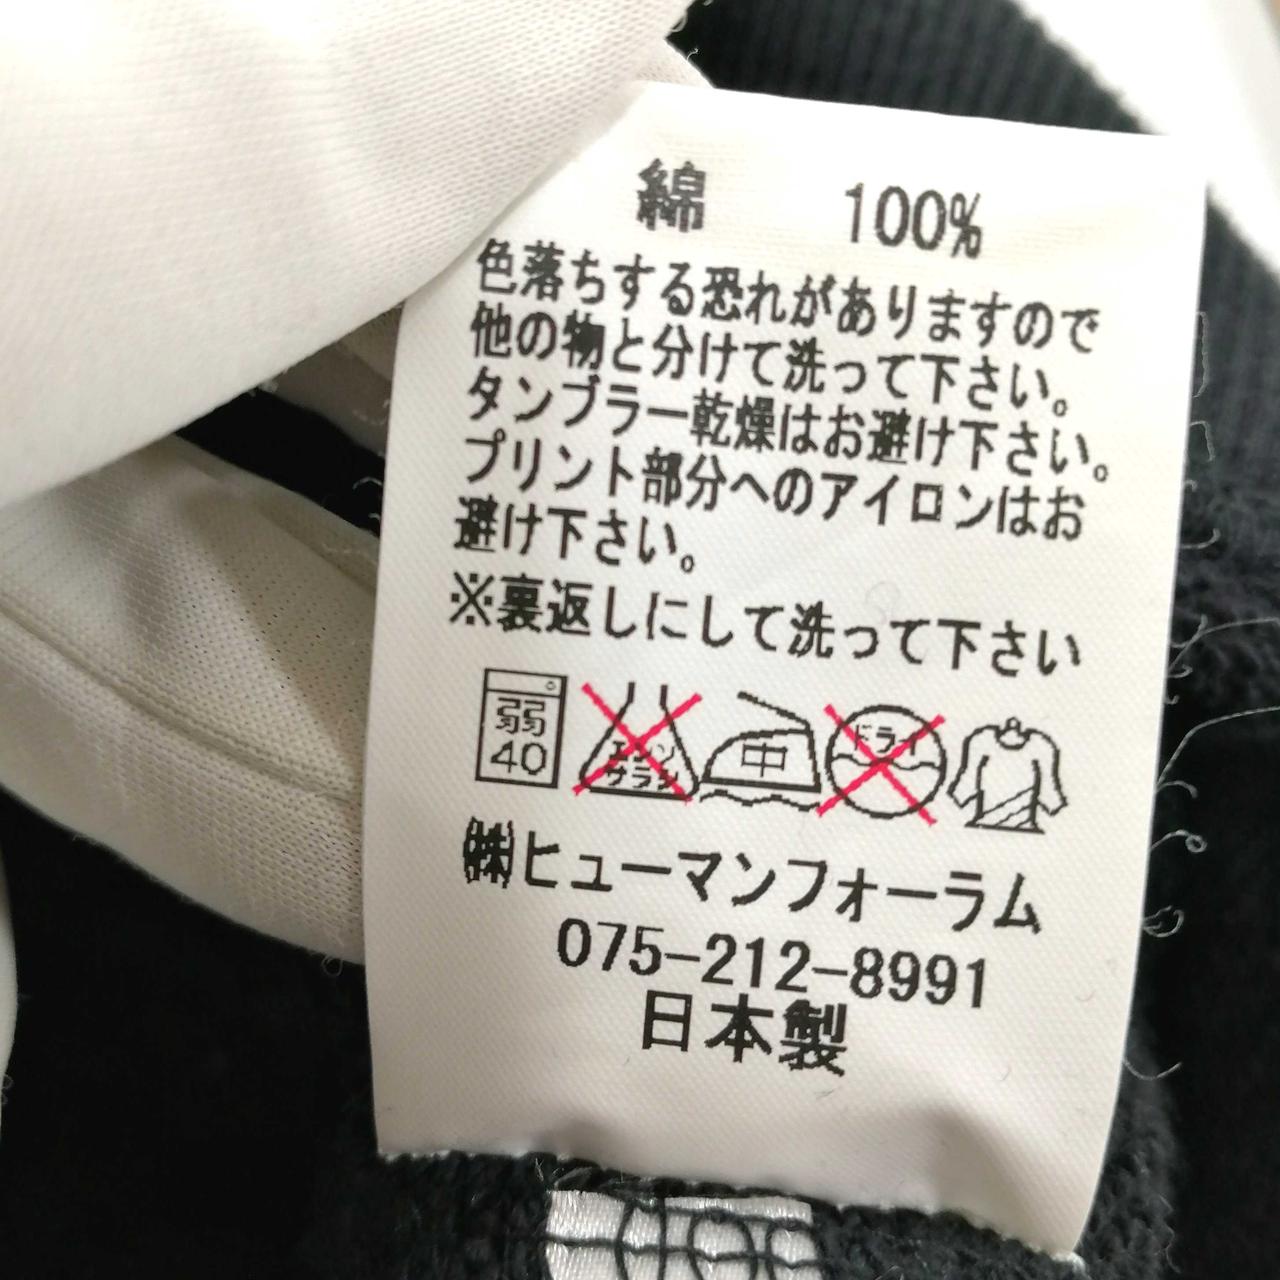 綿 100%
色落ちする恐れがありますので
他の物と分けて洗って下さい。
タンブラー乾燥はお避け下さい。
プリント部分へのアイロンはお
避け下さい。
※裏返しにして洗って下さい
弱 40 エンソ サラシ 中 ドライ
㈱ヒューマンフォーラム
075-212-8991
日本製